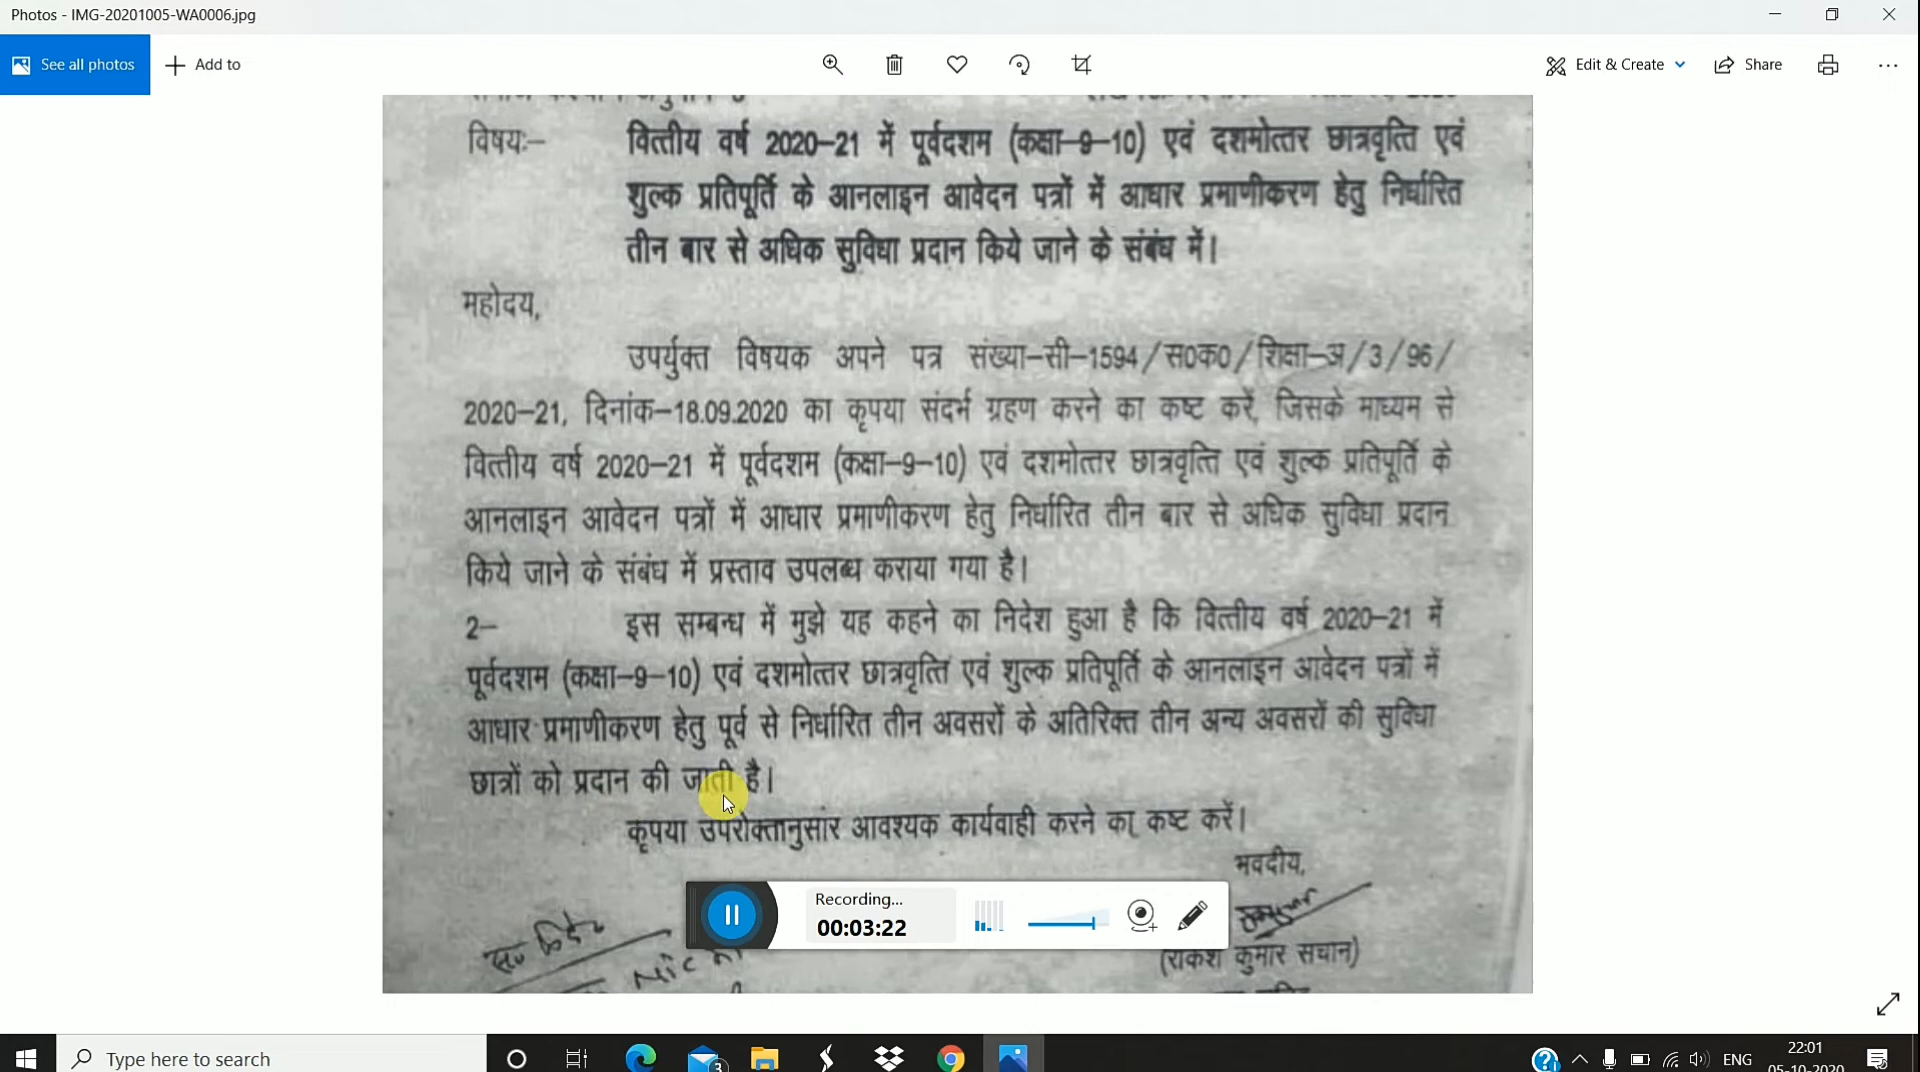 Photos - IMG-20201005-WA0006.jpg
See all photos
Add to
Edit & Create
Share
विषयः— वित्तीय वर्ष 2020-21 में पूर्वदशम (कक्षा-9-10) एवं दशमोत्तर छात्रवृत्ति एवं
शुल्क प्रतिपूर्ति के आनलाइन आवेदन पत्रों में आधार प्रमाणीकरण हेतु निर्धारित
तीन बार से अधिक सुविधा प्रदान किये जाने के संबंध में।
महोदय,
उपर्युक्त विषयक अपने पत्र संख्या-सी-1594/स0क0/शिक्षा-अ/3/96/
2020-21, दिनांक-18.09.2020 का कृपया संदर्भ ग्रहण करने का कष्ट करें, जिसके माध्यम से
वित्तीय वर्ष 2020-21 में पूर्वदशम (कक्षा-9-10) एवं दशमोत्तर छात्रवृत्ति एवं शुल्क प्रतिपूर्ति के
आनलाइन आवेदन पत्रों में आधार प्रमाणीकरण हेतु निर्धारित तीन बार से अधिक सुविधा प्रदान
किये जाने के संबंध में प्रस्ताव उपलब्ध कराया गया है।
2- इस सम्बन्ध में मुझे यह कहने का निदेश हुआ है कि वित्तीय वर्ष 2020-21 में
पूर्वदशम (कक्षा-9-10) एवं दशमोत्तर छात्रवृत्ति एवं शुल्क प्रतिपूर्ति के आनलाइन आवेदन पत्रों में
आधार प्रमाणीकरण हेतु पूर्व से निर्धारित तीन अवसरों के अतिरिक्त तीन अन्य अवसरों की सुविधा
छात्रों को प्रदान की जाती है।
कृपया उपरोक्तानुसार आवश्यक कार्यवाही करने का कष्ट करें।
भवदीय,
(राकेश कुमार सचान)
Recording...
00:03:22
Type here to search
3
ENG
22:01
05-10-2020